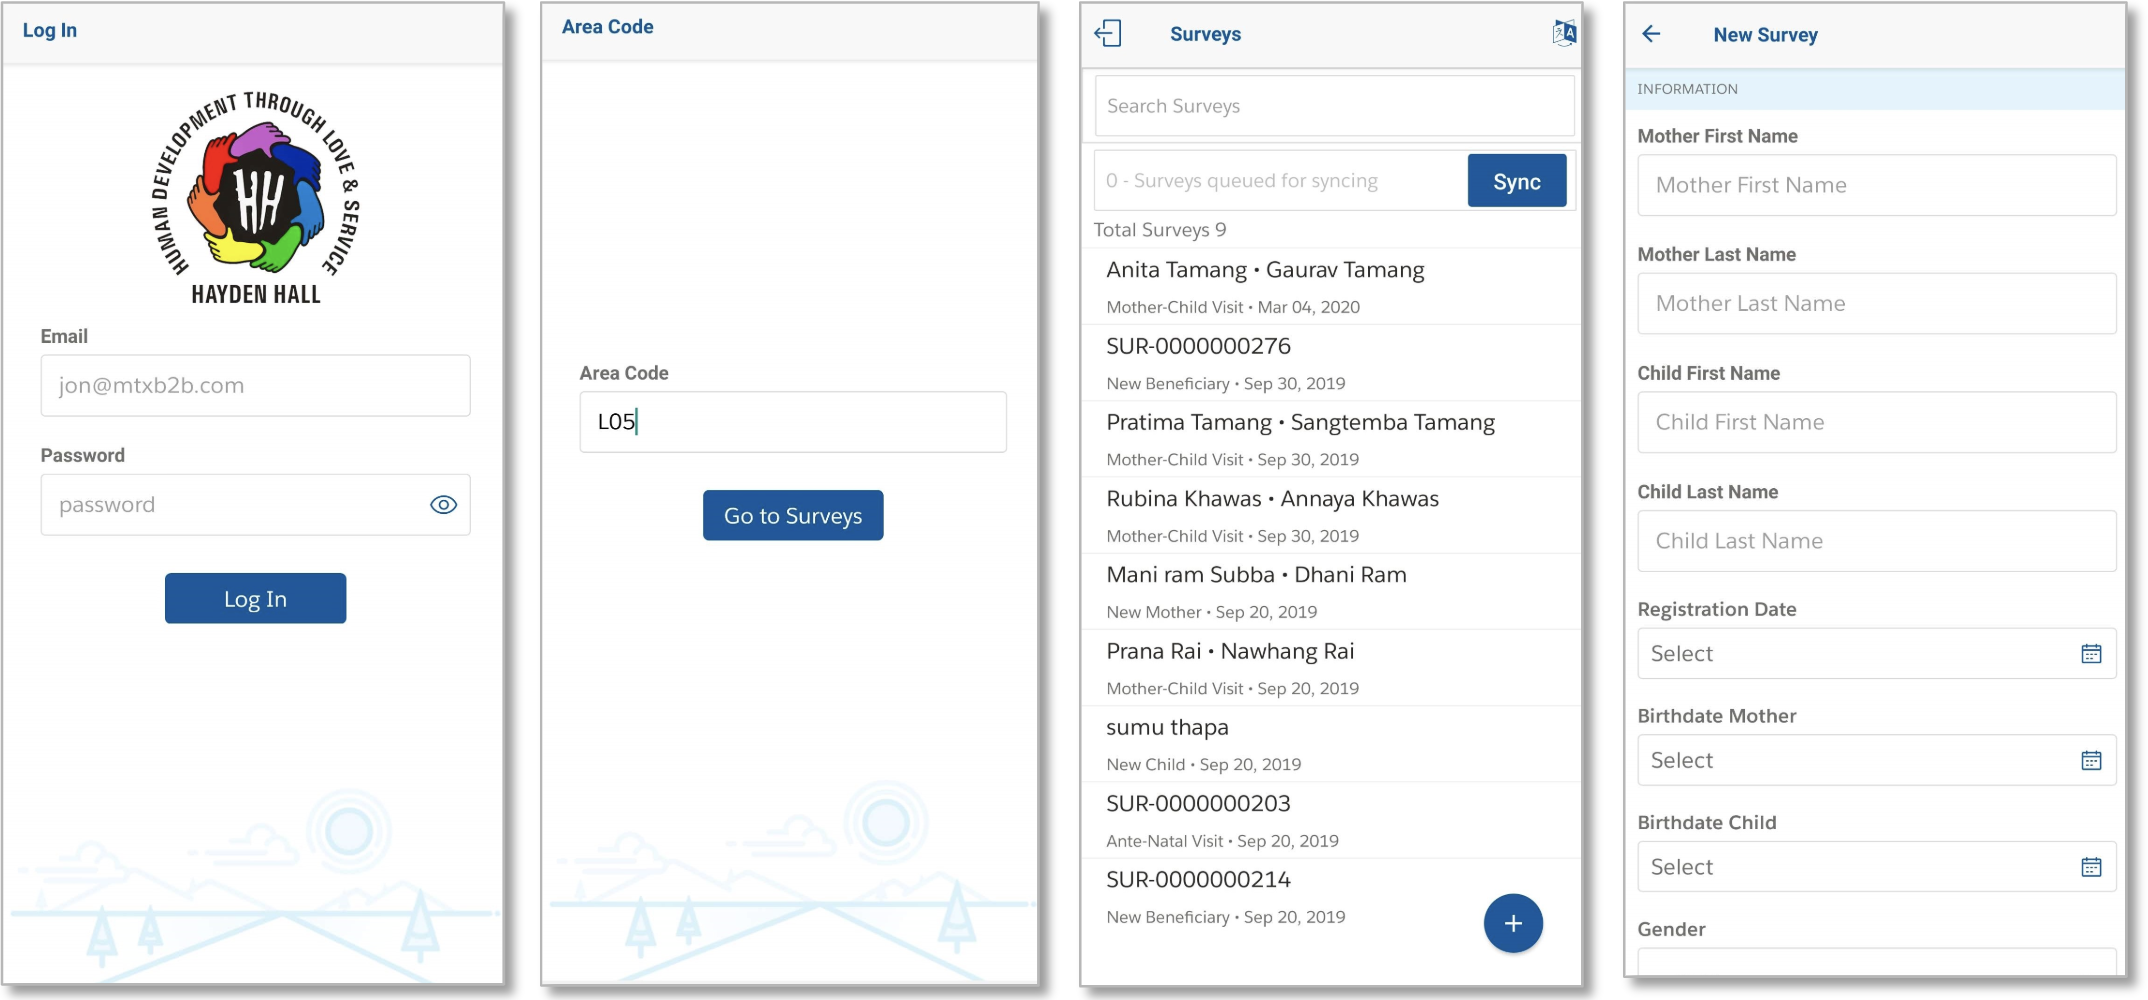 Log In
HUMAN DEVELOPMENT THROUGH LOVE & SERVICE
HH
HAYDEN HALL
Email
jon@mtxb2b.com
Password
password
Log In
Area Code
Area Code
L05
Go to Surveys
Surveys
A
Search Surveys
0 - Surveys queued for syncing
Sync
Total Surveys 9
Anita Tamang • Gaurav Tamang
Mother-Child Visit • Mar 04, 2020
SUR-0000000276
New Beneficiary • Sep 30, 2019
Pratima Tamang • Sangtemba Tamang
Mother-Child Visit • Sep 30, 2019
Rubina Khawas • Annaya Khawas
Mother-Child Visit • Sep 30, 2019
Mani ram Subba • Dhani Ram
New Mother • Sep 20, 2019
Prana Rai • Nawhang Rai
Mother-Child Visit • Sep 20, 2019
sumu thapa
New Child • Sep 20, 2019
SUR-0000000203
Ante-Natal Visit • Sep 20, 2019
SUR-0000000214
New Beneficiary • Sep 20, 2019
+
New Survey
INFORMATION
Mother First Name
Mother First Name
Mother Last Name
Mother Last Name
Child First Name
Child First Name
Child Last Name
Child Last Name
Registration Date
Select
Birthdate Mother
Select
Birthdate Child
Select
Gender